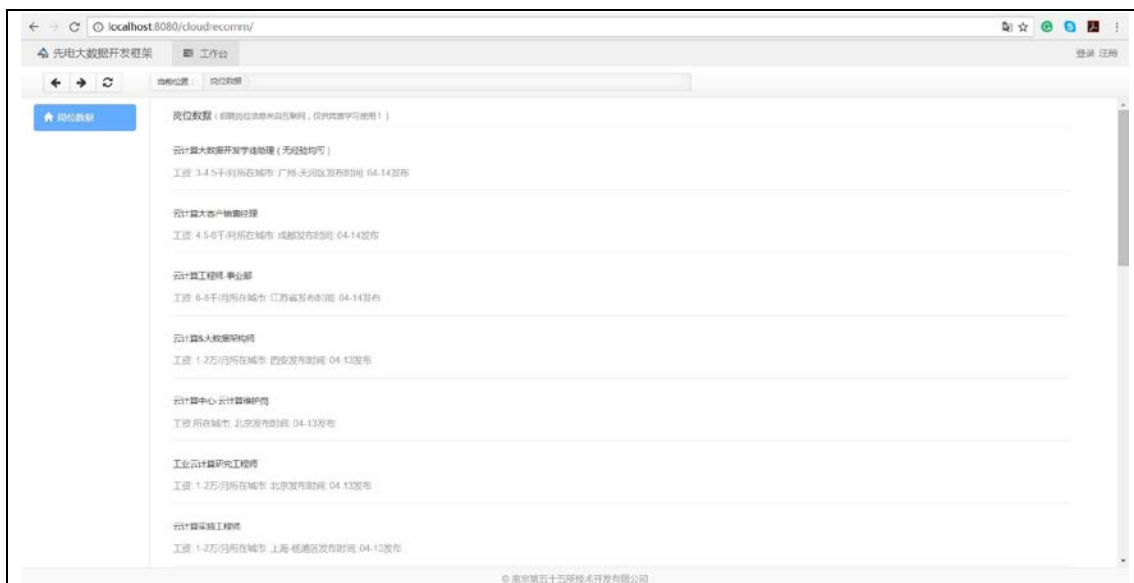 localhost:8080/cloudrecomm/
先电大数据开发框架 工作台 登录 注册
当前位置： 岗位数据
岗位数据
岗位数据 ( 招聘岗位信息来自互联网，仅供竞赛学习使用！)
云计算大数据开发学徒助理 ( 无经验均可 )
工资: 3-4.5千/月所在城市: 广州-天河区发布时间: 04-14发布
云计算大客户销售经理
工资: 4.5-6千/月所在城市: 成都发布时间: 04-14发布
云计算工程师-事业部
工资: 6-8千/月所在城市: 江苏省发布时间: 04-14发布
云计算&大数据架构师
工资: 1-2万/月所在城市: 西安发布时间: 04-13发布
云计算中心-云计算维护岗
工资:所在城市: 北京发布时间: 04-13发布
工业云计算研究工程师
工资: 1-2万/月所在城市: 北京发布时间: 04-13发布
云计算实施工程师
工资: 1-2万/月所在城市: 上海-杨浦区发布时间: 04-13发布
© 南京第五十五所技术开发有限公司